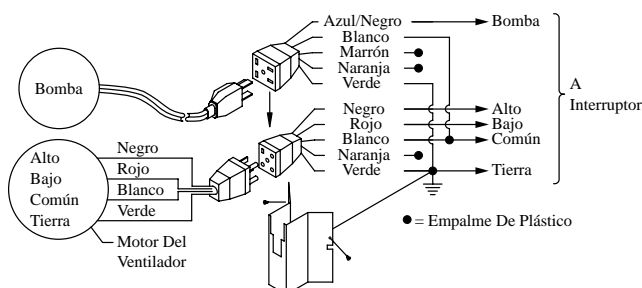 Azul/Negro
Bomba
Blanco
Marrón
Naranja
Verde
Bomba
A
Interruptor
Negro
Alto
Rojo
Bajo
Blanco
Común
Naranja
Verde
Tierra
Negro
Rojo
Blanco
Verde
Alto
Bajo
Común
Tierra
Motor Del
Ventilador
= Empalme De Plástico